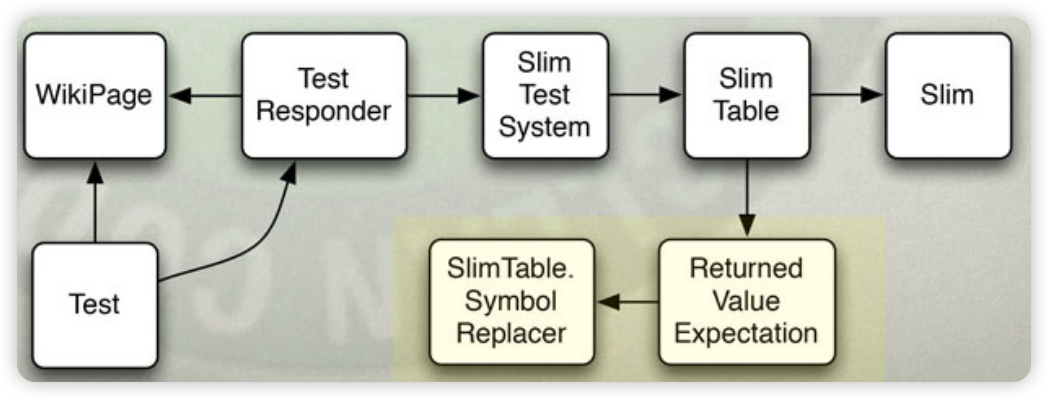 WikiPage
Test
Responder
Slim
Test
System
Slim
Table
Slim
Test
SlimTable.
Symbol
Replacer
Returned
Value
Expectation